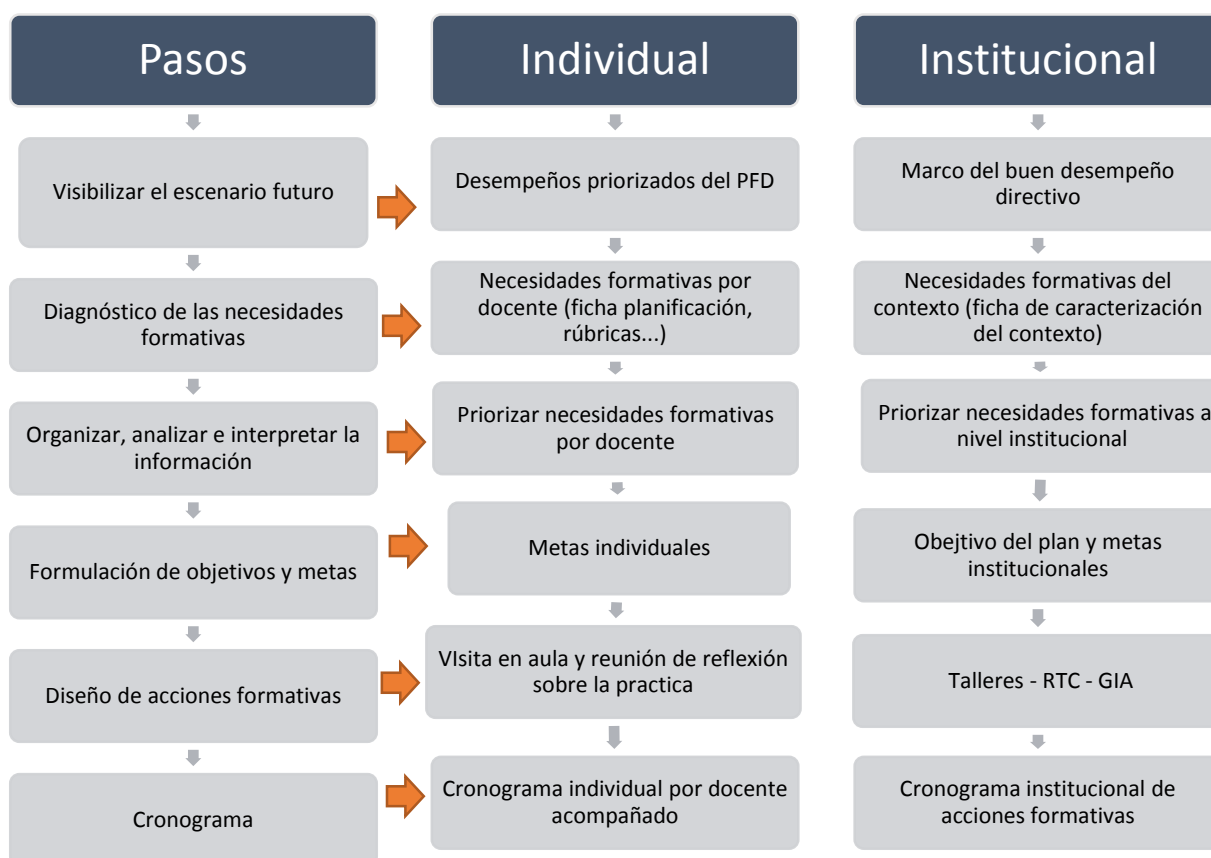 Pasos
Individual
Institucional
Visibilizar el escenario futuro
Desempeños priorizados del PFD
Marco del buen desempeño
directivo
Diagnóstico de las necesidades
formativas
Necesidades formativas por
docente (ficha planificación,
rúbricas...)
Necesidades formativas del
contexto (ficha de caracterización
del contexto)
Organizar, analizar e interpretar la
información
Priorizar necesidades formativas
por docente
Priorizar necesidades formativas a
nivel institucional
Formulación de objetivos y metas
Metas individuales
Obejtivo del plan y metas
institucionales
Diseño de acciones formativas
VIsita en aula y reunión de reflexión
sobre la practica
Talleres - RTC - GIA
Cronograma
Cronograma individual por docente
acompañado
Cronograma institucional de
acciones formativas